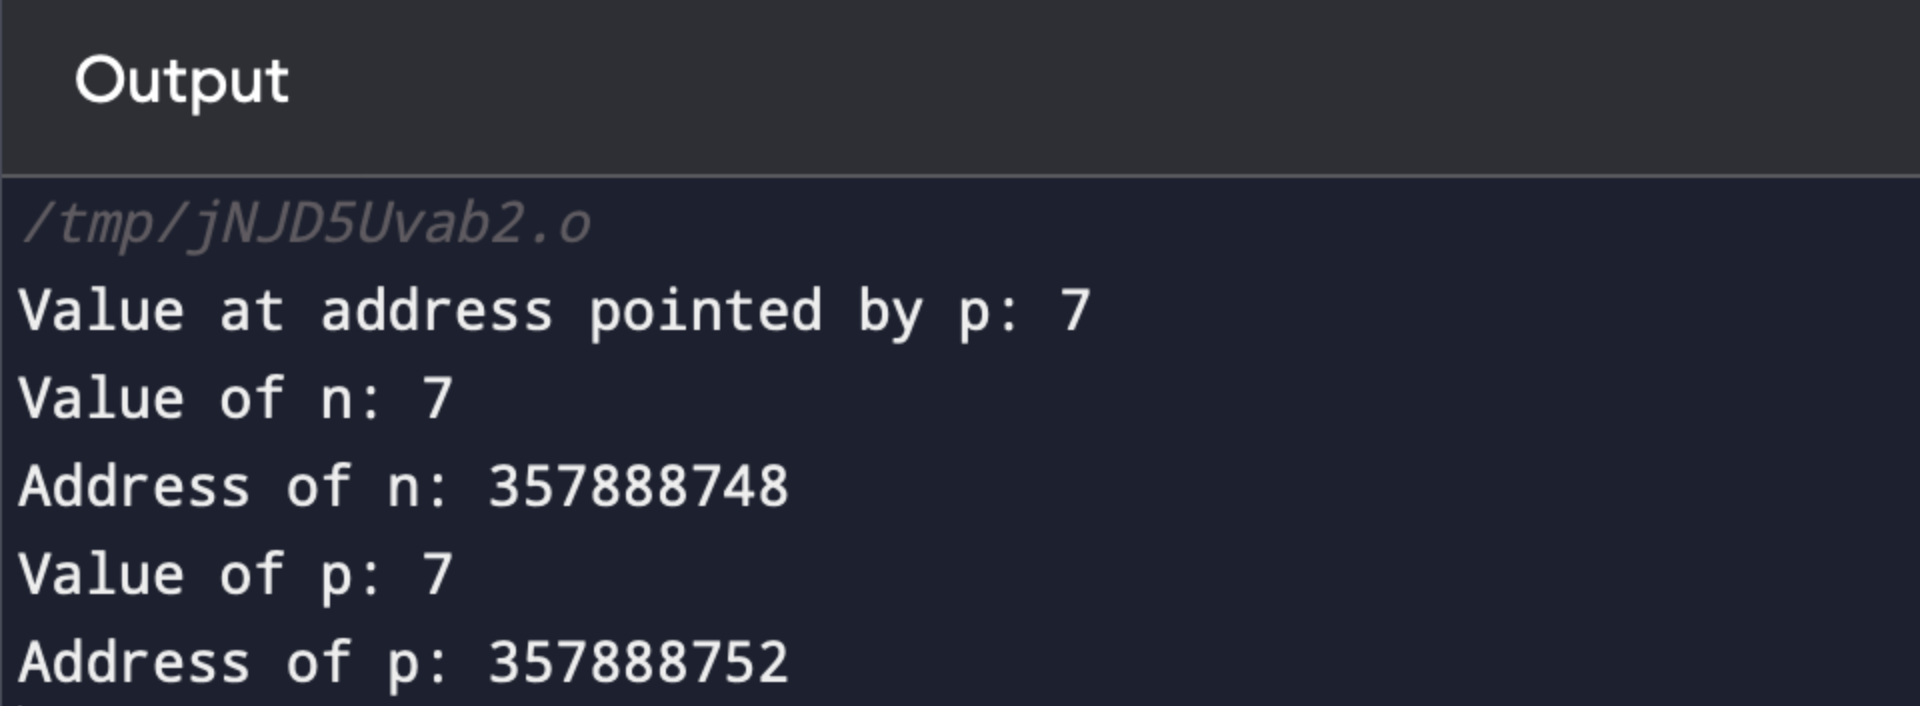 Output
/tmp/jNJD5Uvab2.o
Value at address pointed by p: 7
Value of n: 7
Address of n: 357888748
Value of p: 7
Address of p: 357888752